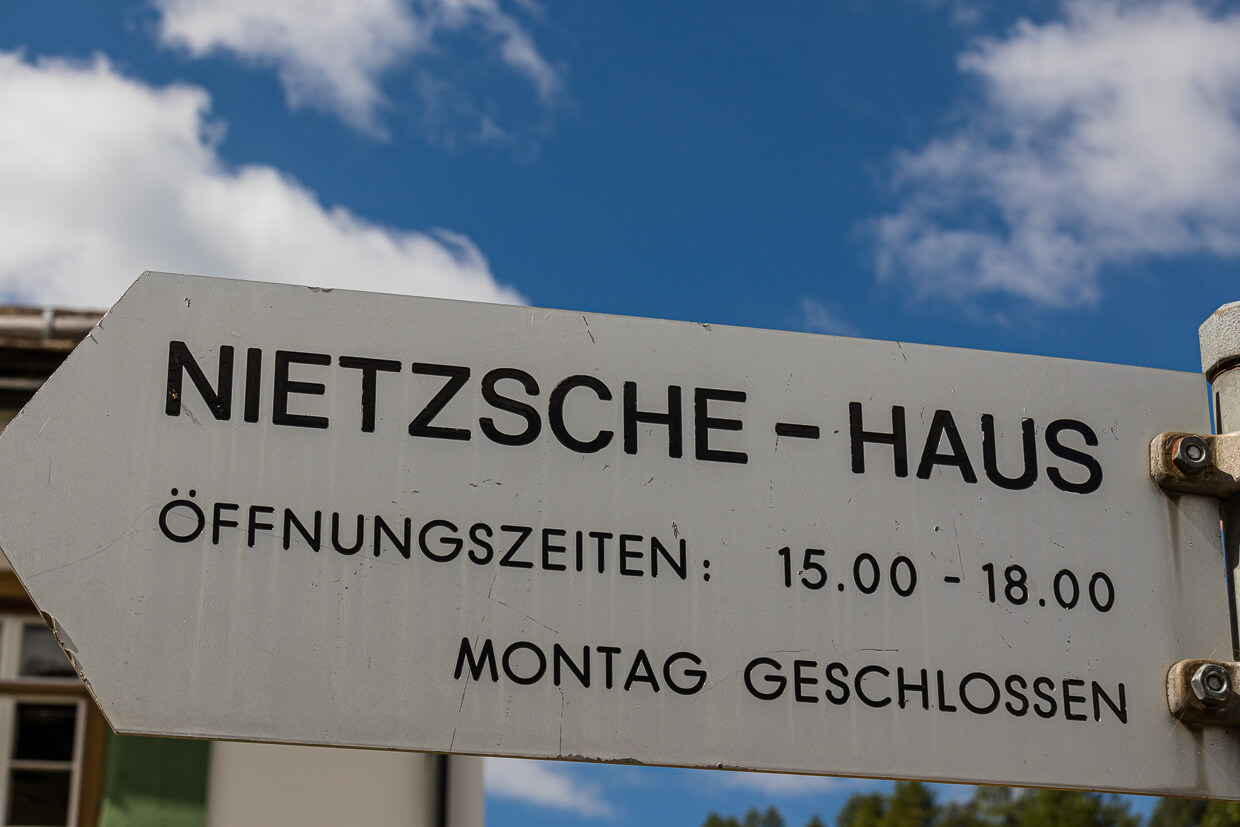 NIETZSCHE - HAUS
ÖFFNUNGSZEITEN: 15.00 - 18.00
MONTAG GESCHLOSSEN